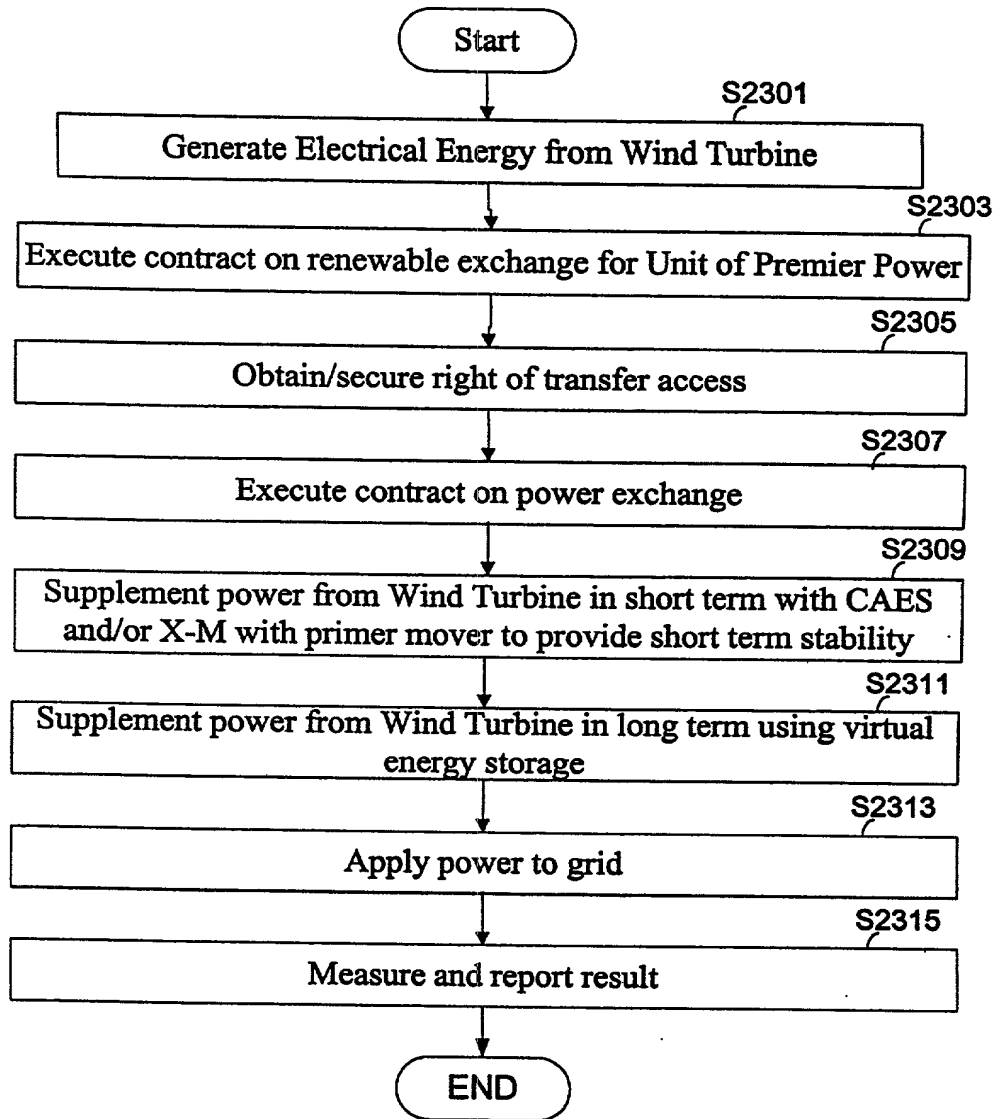 Start
S2301
Generate Electrical Energy from Wind Turbine
S2303
Execute contract on renewable exchange for Unit of Premier Power
S2305
Obtain/secure right of transfer access
S2307
Execute contract on power exchange
S2309
Supplement power from Wind Turbine in short term with CAES
and/or X-M with primer mover to provide short term stability
S2311
Supplement power from Wind Turbine in long term using virtual
energy storage
S2313
Apply power to grid
S2315
Measure and report result
END